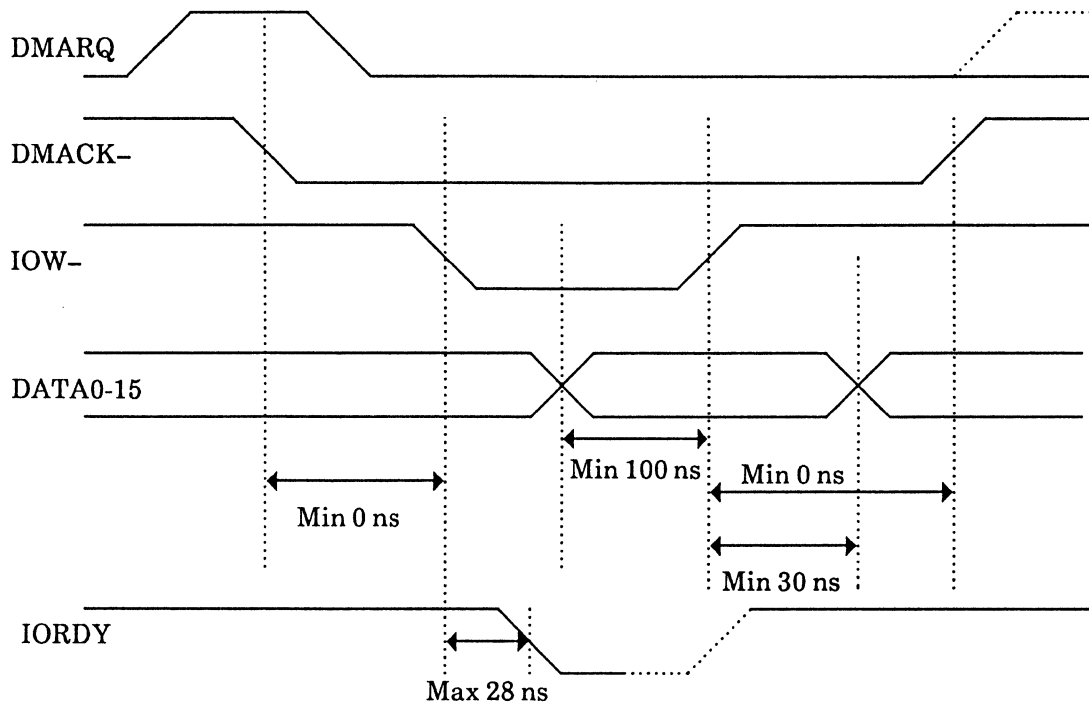 DMARQ
DMACK–
IOW–
DATA0-15
Min 100 ns
Min 0 ns
Min 0 ns
Min 30 ns
IORDY
Max 28 ns